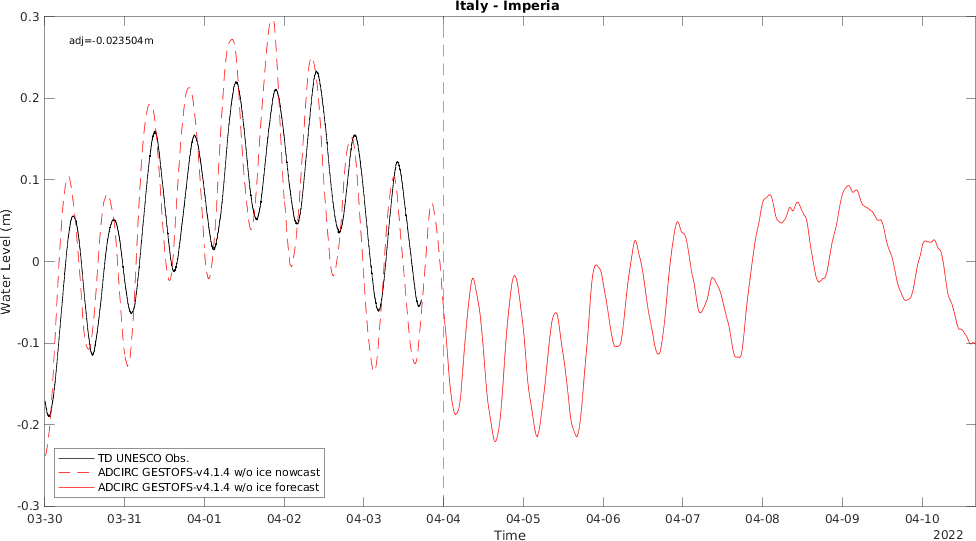 Italy - Imperia
adj=-0.023504m
0.3
0.2
0.1
0
-0.1
-0.2
-0.3
Water Level (m)
TD UNESCO Obs.
ADCIRC GESTOFS-v4.1.4 w/o ice nowcast
ADCIRC GESTOFS-v4.1.4 w/o ice forecast
03-30 03-31 04-01 04-02 04-03 04-04 04-05 04-06 04-07 04-08 04-09 04-10
Time
2022